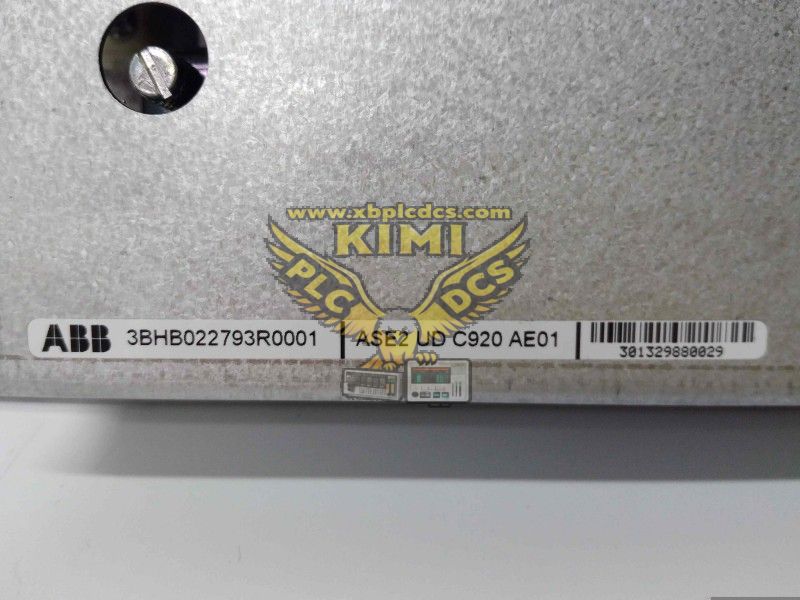 www.xbplcdcs.com
KIMI
PLC DCS
ABB 3BHB022793R0001 ASE2 UD C920 AE01
301329880029